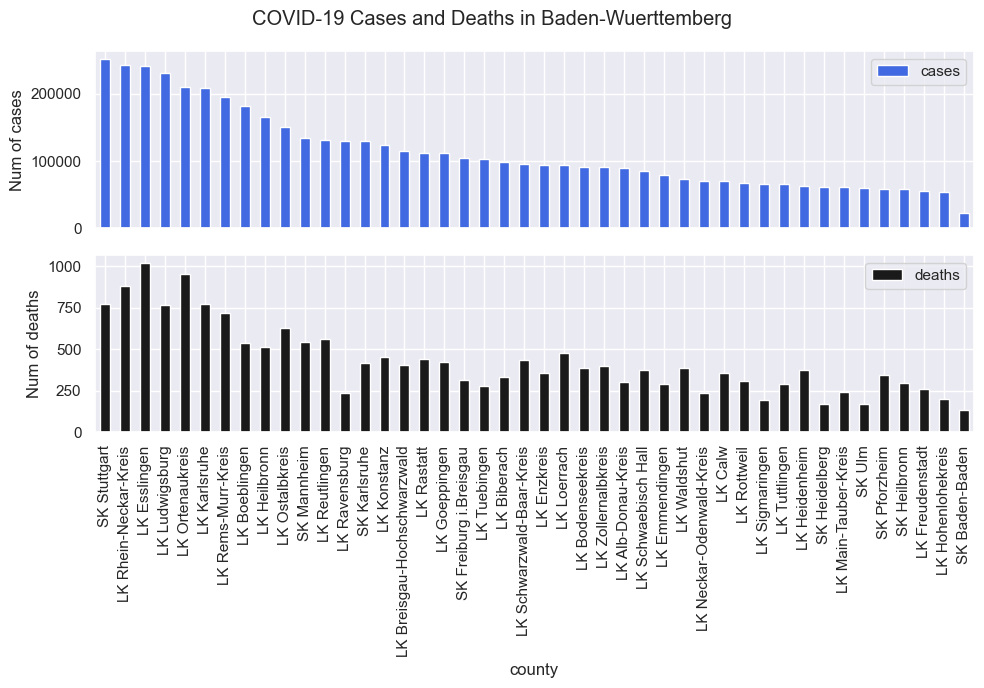 COVID-19 Cases and Deaths in Baden-Wuerttemberg
cases
Num of cases
200000
100000
0
deaths
Num of deaths
1000
750
500
250
0
SK Stuttgart
LK Rhein-Neckar-Kreis
LK Esslingen
LK Ludwigsburg
LK Ortenaukreis
LK Karlsruhe
LK Rems-Murr-Kreis
LK Boeblingen
LK Heilbronn
LK Ostalbkreis
SK Mannheim
LK Reutlingen
LK Ravensburg
SK Karlsruhe
LK Konstanz
LK Breisgau-Hochschwarzwald
LK Rastatt
LK Goeppingen
SK Freiburg i.Breisgau
LK Tuebingen
LK Biberach
LK Schwarzwald-Baar-Kreis
LK Enzkreis
LK Loerrach
LK Bodenseekreis
LK Zollernalbkreis
LK Alb-Donau-Kreis
LK Schwaebisch Hall
LK Emmendingen
LK Waldshut
LK Neckar-Odenwald-Kreis
LK Calw
LK Rottweil
LK Sigmaringen
LK Tuttlingen
LK Heidenheim
SK Heidelberg
LK Main-Tauber-Kreis
SK Ulm
SK Pforzheim
SK Heilbronn
LK Freudenstadt
LK Hohenlohekreis
SK Baden-Baden
county